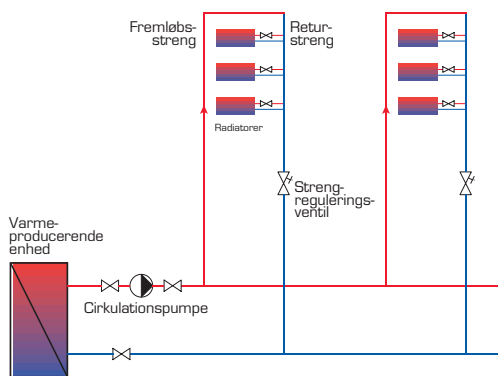 Fremløbs-
streng
Retur-
streng
Radiatorer
Streng-
regulerings-
ventil
Varme-
producerende
enhed
Cirkulationspumpe